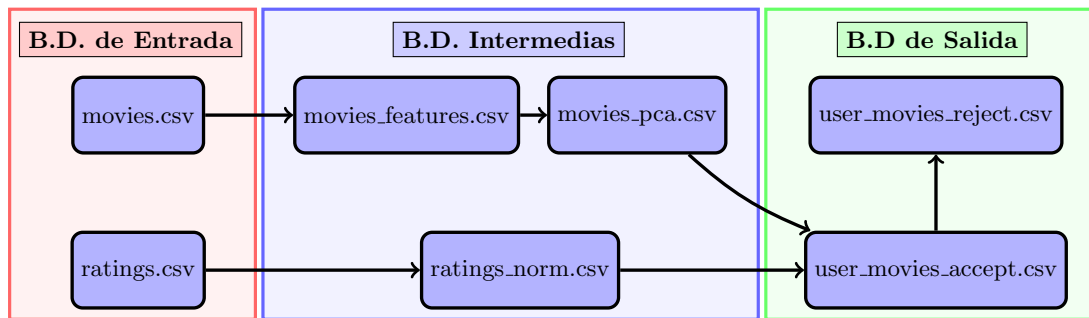 B.D. de Entrada
B.D. Intermedias
B.D de Salida
movies.csv
movies_features.csv
movies_pca.csv
user_movies_reject.csv
ratings.csv
ratings_norm.csv
user_movies_accept.csv